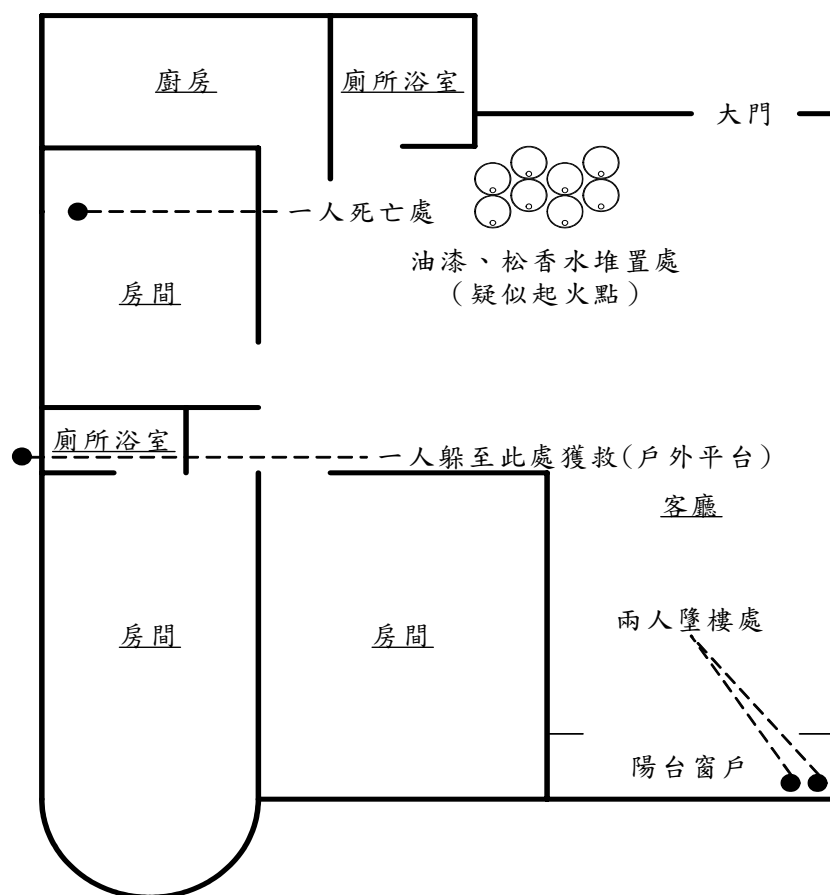 廚房
廁所浴室
大門
一人死亡處
油漆、松香水堆置處
(疑似起火點)
房間
廁所浴室
一人躲至此處獲救(戶外平台)
客廳
兩人墬樓處
房間
房間
陽台窗戶